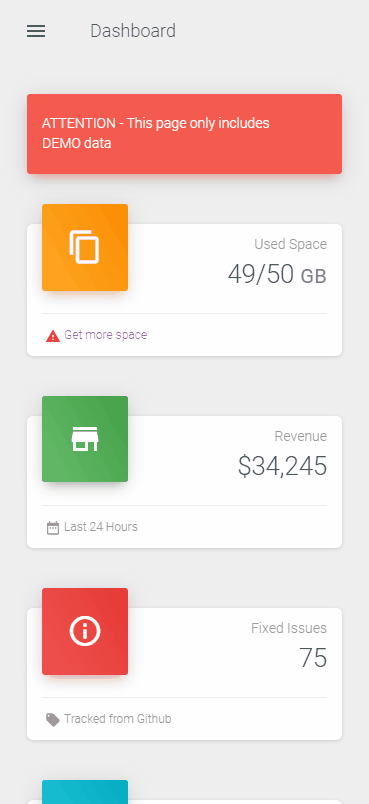 Dashboard
ATTENTION - This page only includes
DEMO data
Used Space
49/50 GB
Get more space
Revenue
$34,245
Last 24 Hours
Fixed Issues
75
Tracked from Github